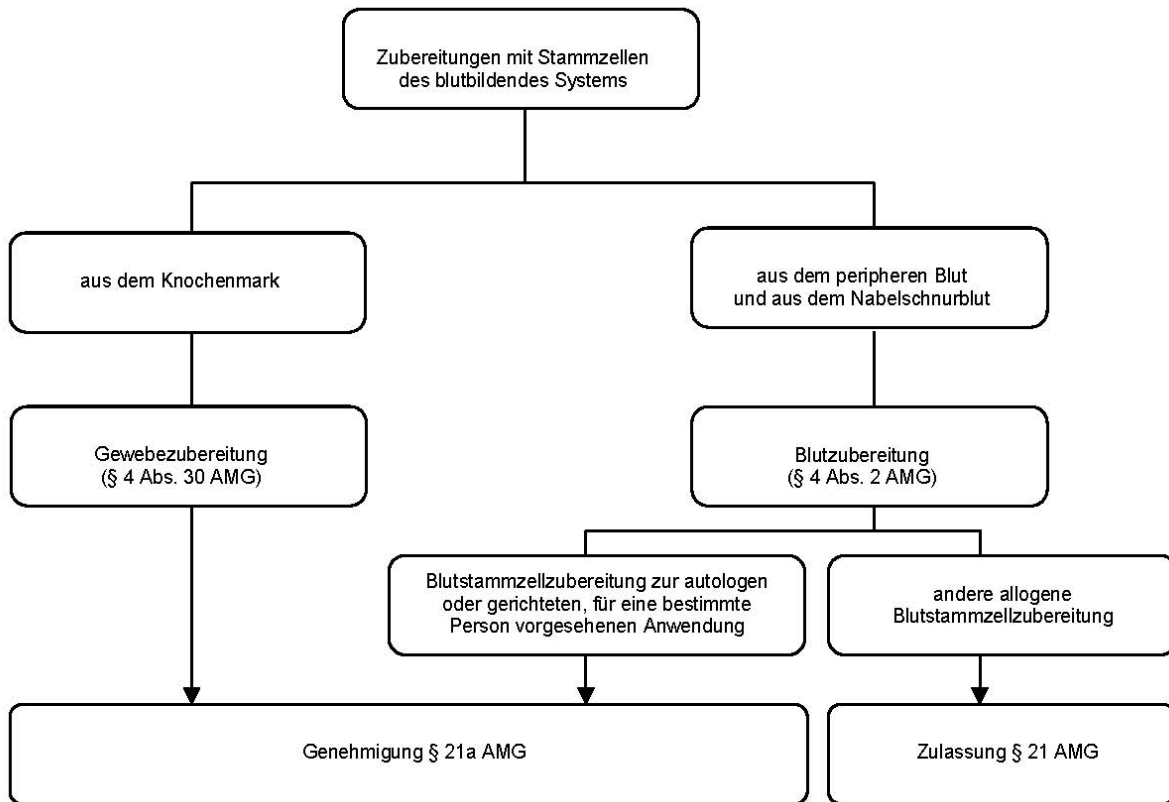 Zubereitungen mit Stammzellen
des blutbildendes Systems
aus dem Knochenmark
aus dem peripheren Blut
und aus dem Nabelschnurblut
Gewebezubereitung
(§ 4 Abs. 30 AMG)
Blutzubereitung
(§ 4 Abs. 2 AMG)
Blutstammzellzubereitung zur autologen
oder gerichteten, für eine bestimmte
Person vorgesehenen Anwendung
andere allogene
Blutstammzellzubereitung
Genehmigung § 21a AMG
Zulassung § 21 AMG